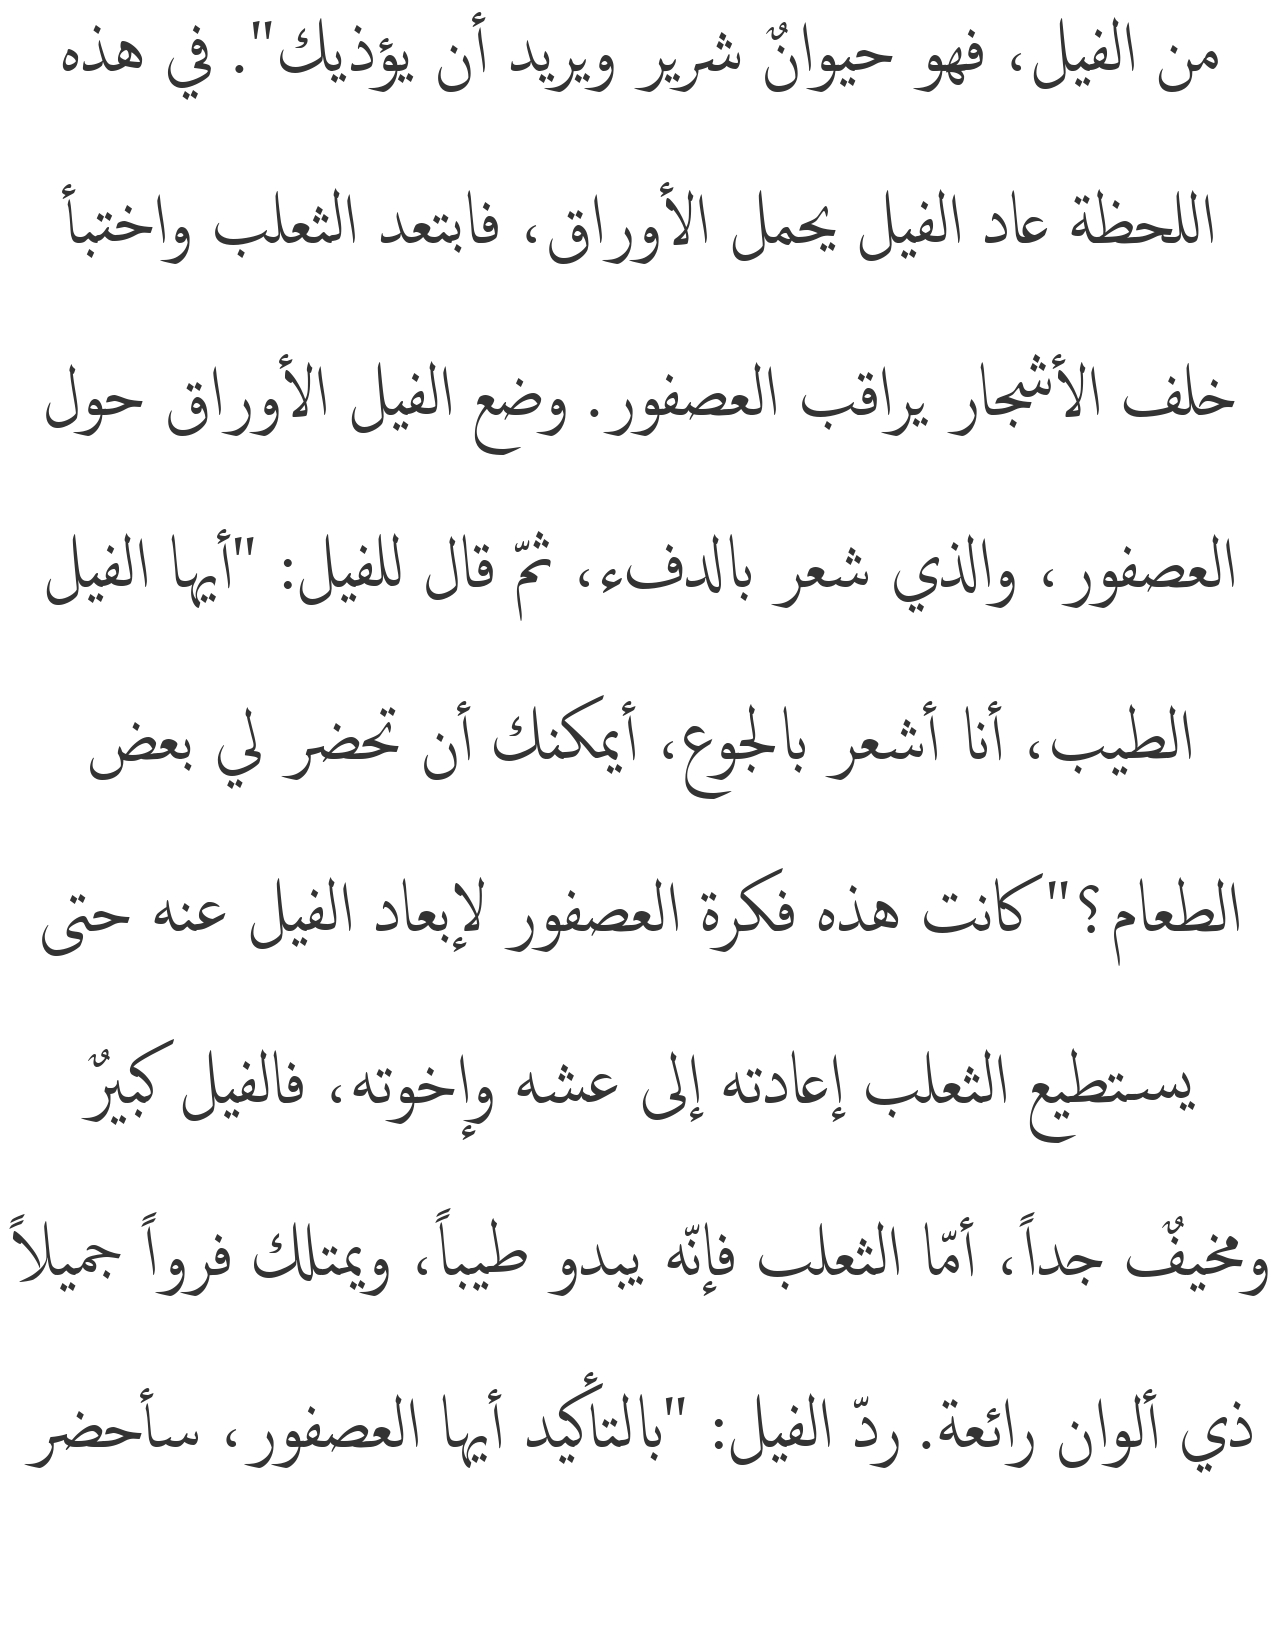 من الفيل، فهو حيوانٌ شرير ويريد أن يؤذيك". في هذه
اللحظة عاد الفيل يحمل الأوراق، فابتعد الثعلب واختبأ
خلف الأشجار يراقب العصفور. وضع الفيل الأوراق حول
العصفور، والذي شعر بالدفء، ثمّ قال للفيل: "أيها الفيل
الطيب، أنا أشعر بالجوع، أيمكنك أن تحضر لي بعض
الطعام؟" كانت هذه فكرة العصفور لإبعاد الفيل عنه حتى
يستطيع الثعلب إعادته إلى عشه وإخوته، فالفيل كبيرٌ
ومخيفٌ جداً، أمّا الثعلب فإنّه يبدو طيباً، ويمتلك فرواً جميلاً
ذي ألوان رائعة. ردّ الفيل: "بالتأكيد أيها العصفور، سأحضر